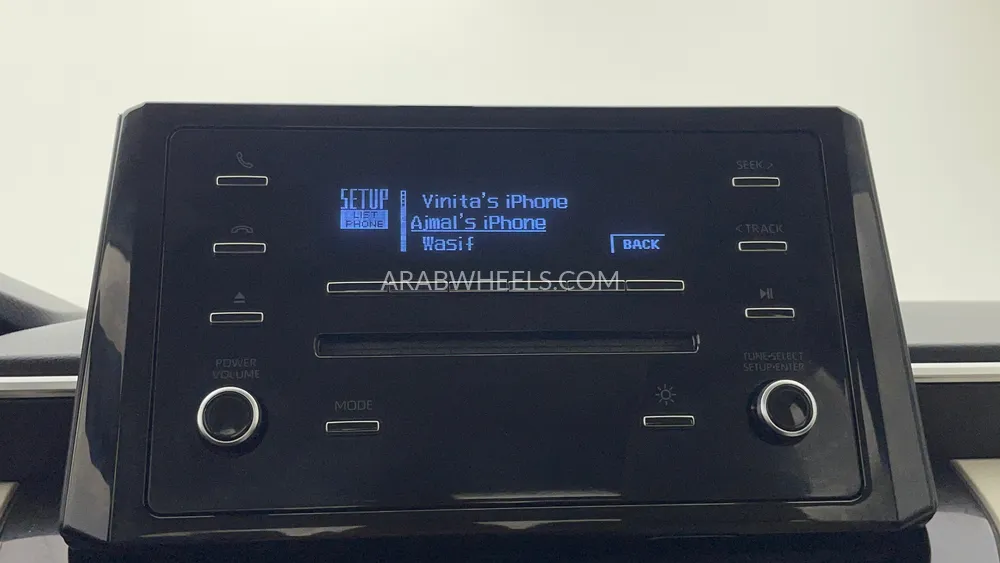 SEEK >
SETUP
LIST
PHONE
Vinita's iPhone
Ajmal's iPhone
Wasif
BACK
< TRACK
ARABWHEELS.COM
POWER
VOLUME
TUNE•SELECT
SETUP•ENTER
MODE